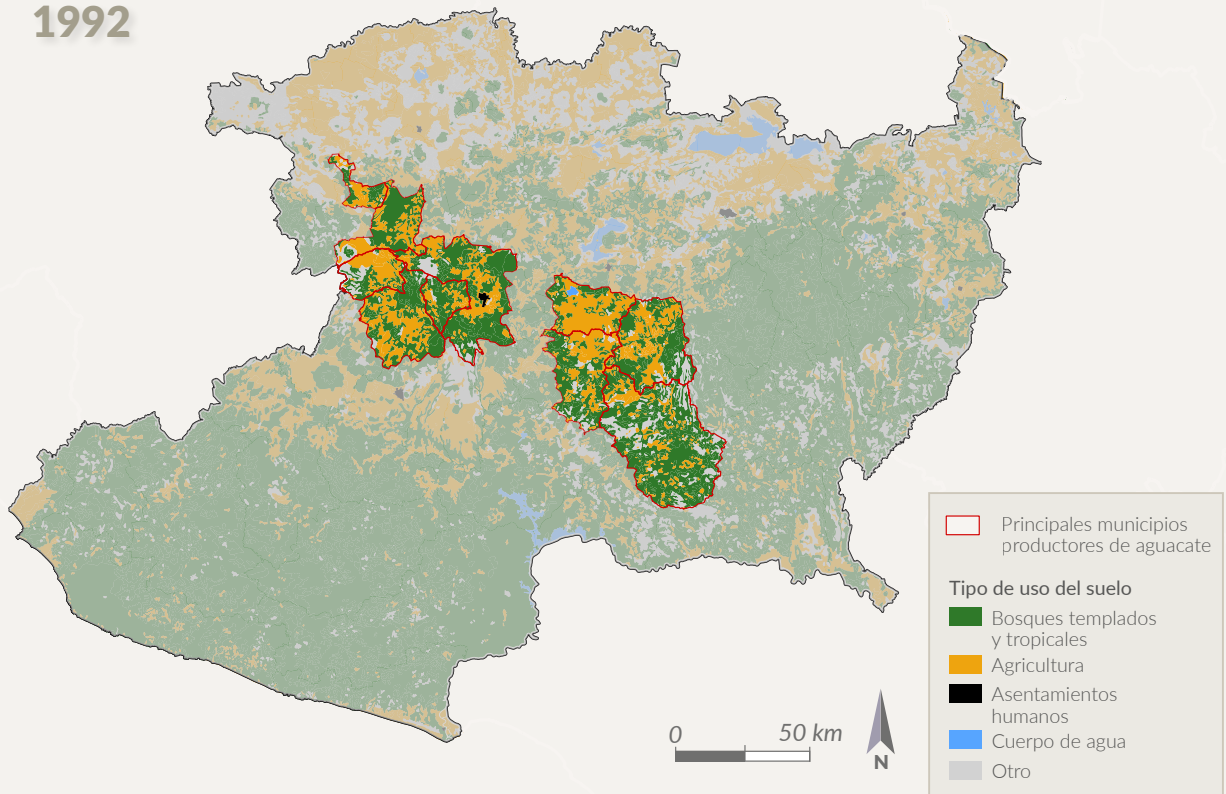 1992
Principales municipios
productores de aguacate
Tipo de uso del suelo
Bosques templados
y tropicales
Agricultura
Asentamientos
humanos
Cuerpo de agua
Otro
0 50 km
N